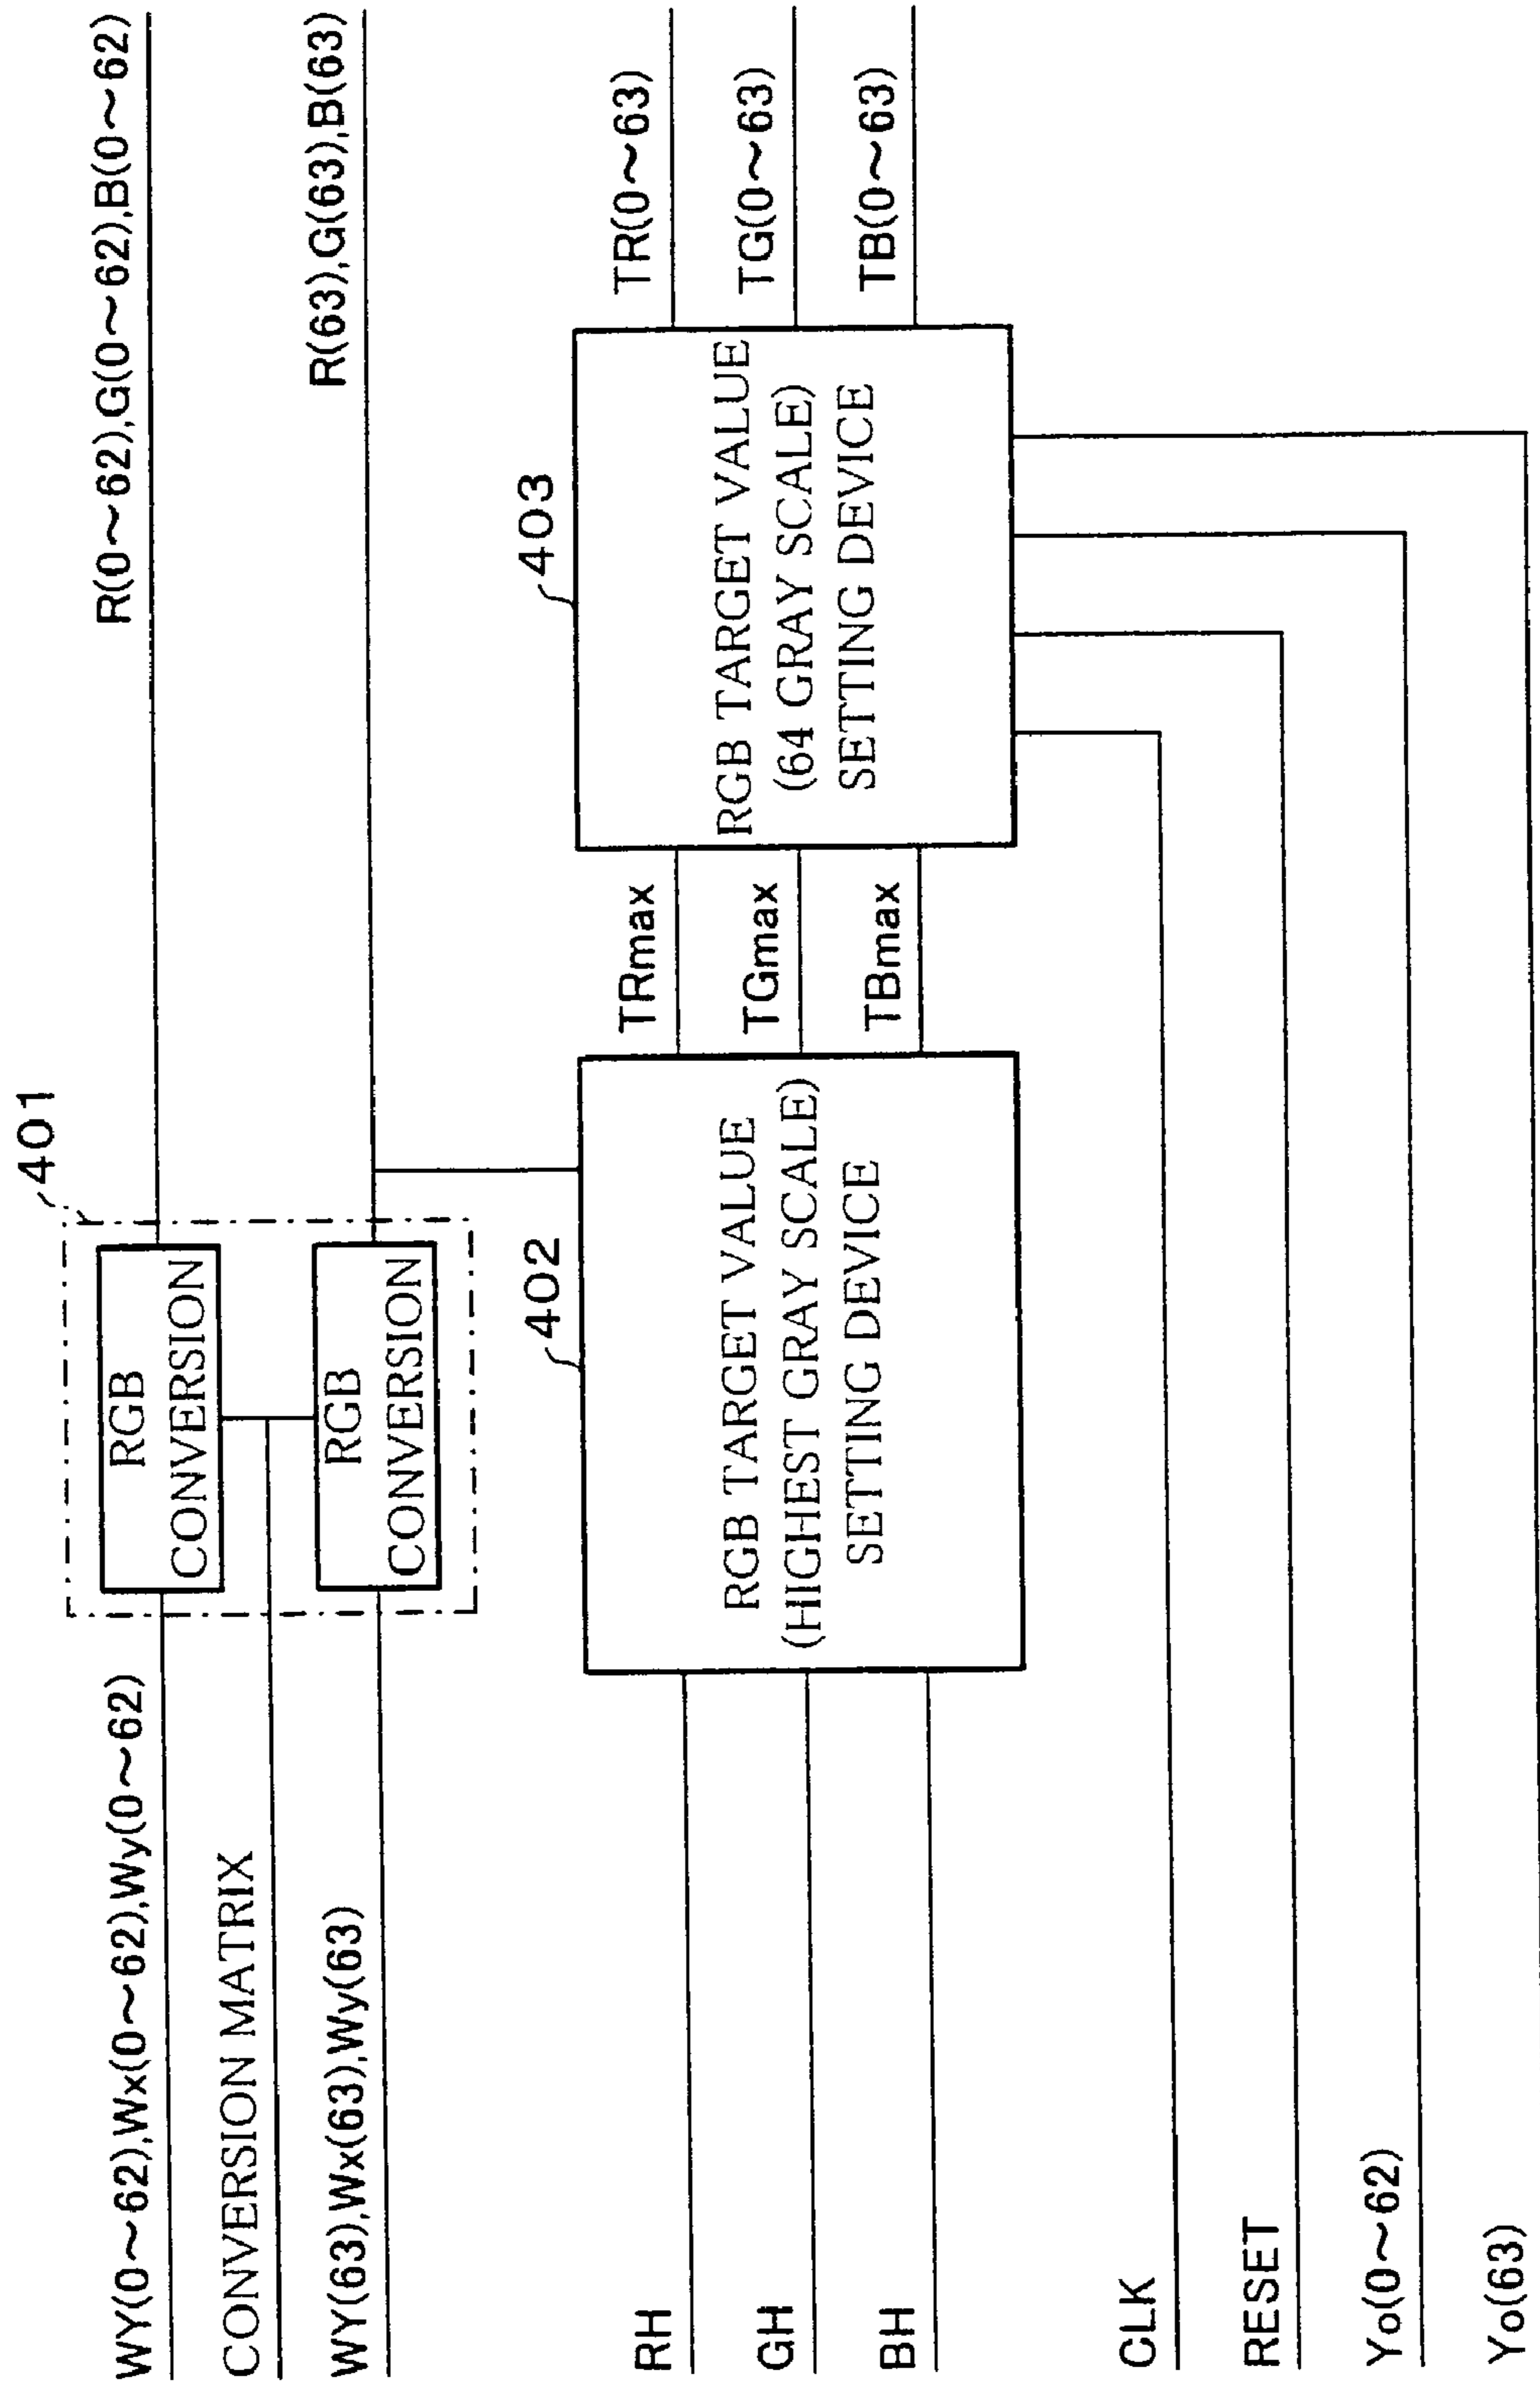 401
WY(0~62),Wx(0~62),Wy(0~62)
RGB
CONVERSION
R(0~62),G(0~62),B(0~62)
CONVERSION MATRIX
WY(63),Wx(63),Wy(63)
RGB
CONVERSION
R(63),G(63),B(63)
402
403
RH
GH
BH
RGB TARGET VALUE
(HIGHEST GRAY SCALE)
SETTING DEVICE
TRmax
TGmax
TBmax
RGB TARGET VALUE
(64 GRAY SCALE)
SETTING DEVICE
TR(0~63)
TG(0~63)
TB(0~63)
CLK
RESET
Yo(0~62)
Yo(63)